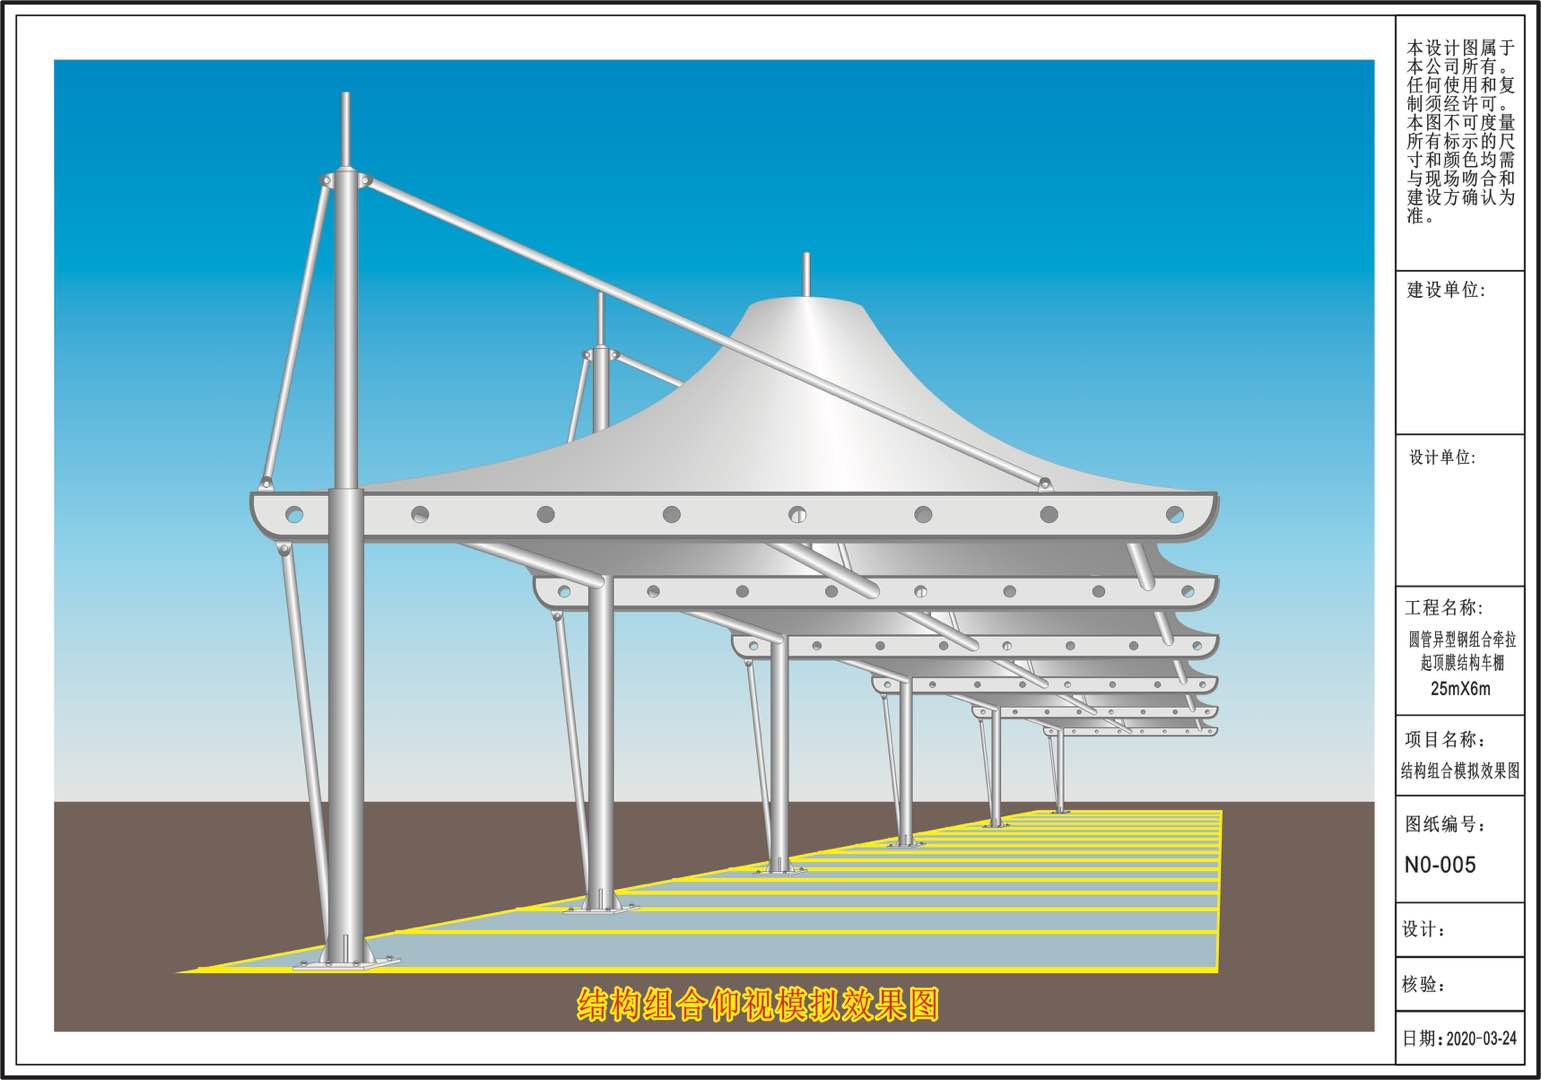 本设计图属于
本公司所有。
任何使用和复
制须经许可。
本图不可度量
所有标示的尺
寸和颜色均需
与现场吻合和
建设方确认为
准。
建设单位:
设计单位:
工程名称:
圆管异型钢组合牵拉
起顶膜结构车棚
25mX6m
项目名称:
结构组合模拟效果图
图纸编号:
N0-005
设计:
核验:
日期:2020-03-24
结构组合仰视模拟效果图